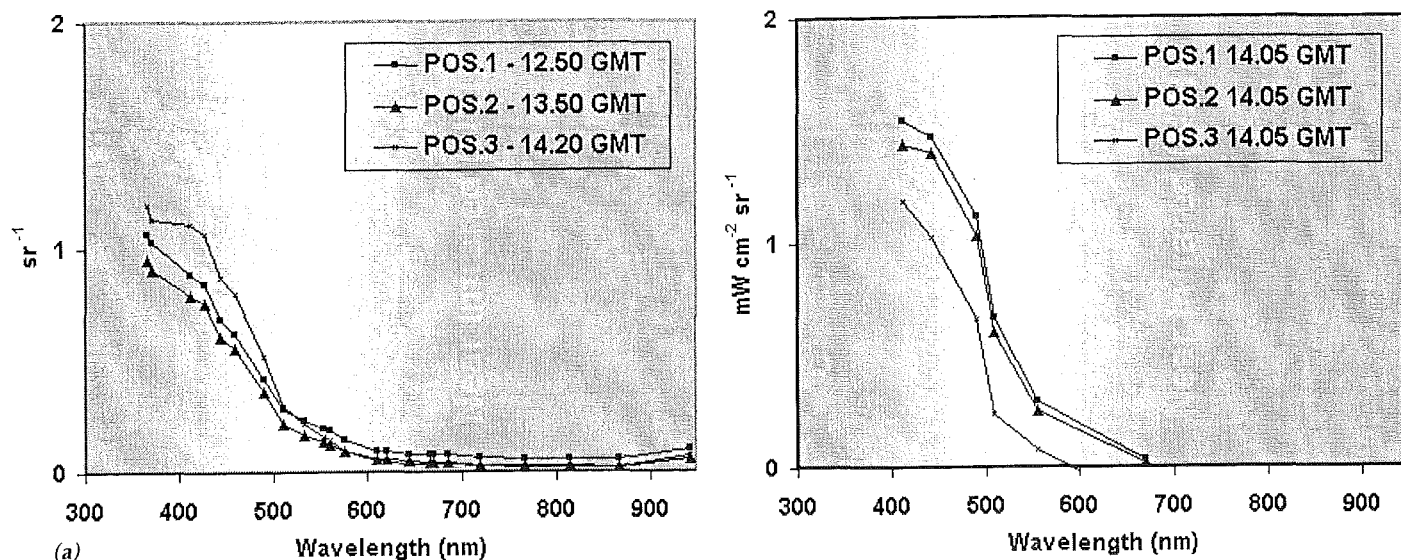 2
POS.1 - 12.50 GMT
POS.2 - 13.50 GMT
POS.3 - 14.20 GMT
1
sr⁻¹
0
300 400 500 600 700 800 900
Wavelength (nm)
(a)
2
POS.1 14.05 GMT
POS.2 14.05 GMT
POS.3 14.05 GMT
1
mW cm⁻² sr⁻¹
0
300 400 500 600 700 800 900
Wavelength (nm)